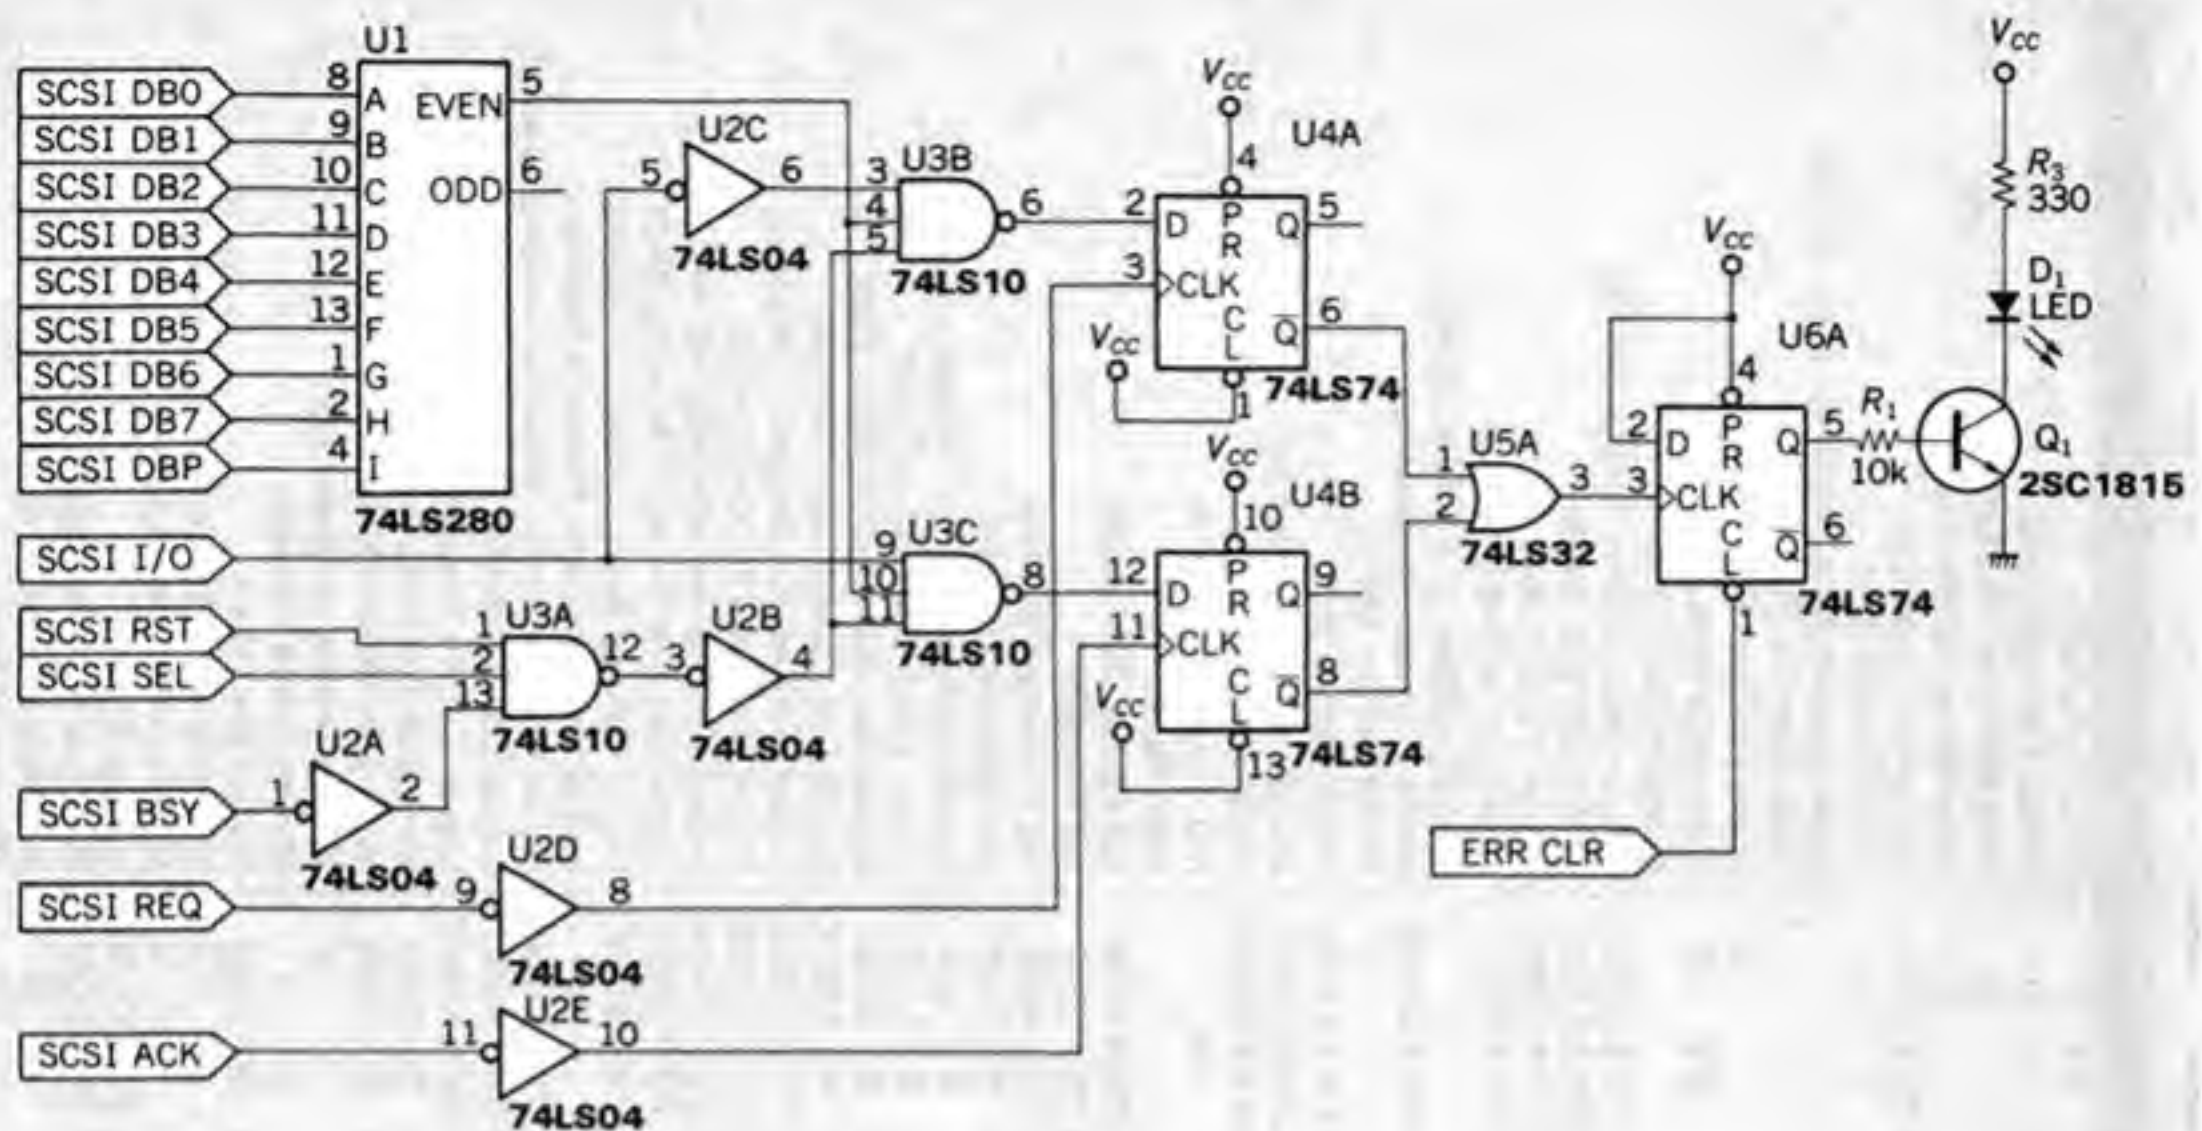 U1
SCSI DB0
SCSI DB1
SCSI DB2
SCSI DB3
SCSI DB4
SCSI DB5
SCSI DB6
SCSI DB7
SCSI DBP
8
9
10
11
12
13
1
2
4
A
B
C
D
E
F
G
H
I
EVEN
ODD
5
6
74LS280
SCSI I/O
SCSI RST
SCSI SEL
SCSI BSY
SCSI REQ
SCSI ACK
U2C
5
6
74LS04
U3B
3
4
5
6
74LS10
U3C
9
10
11
8
74LS10
U3A
1
2
13
12
74LS10
U2B
3
4
74LS04
U2A
1
2
74LS04
U2D
9
8
74LS04
U2E
11
10
74LS04
VCC
U4A
4
2
D
PR
Q
5
3
CLK
CL
Q̅
6
VCC
1
74LS74
VCC
U4B
10
12
D
PR
Q
9
11
CLK
CL
Q̅
8
VCC
13
74LS74
U5A
1
2
3
74LS32
VCC
U6A
4
2
D
PR
Q
5
3
CLK
CL
Q̅
6
1
74LS74
ERR CLR
R1
10k
VCC
R3
330
D1
LED
Q1
2SC1815